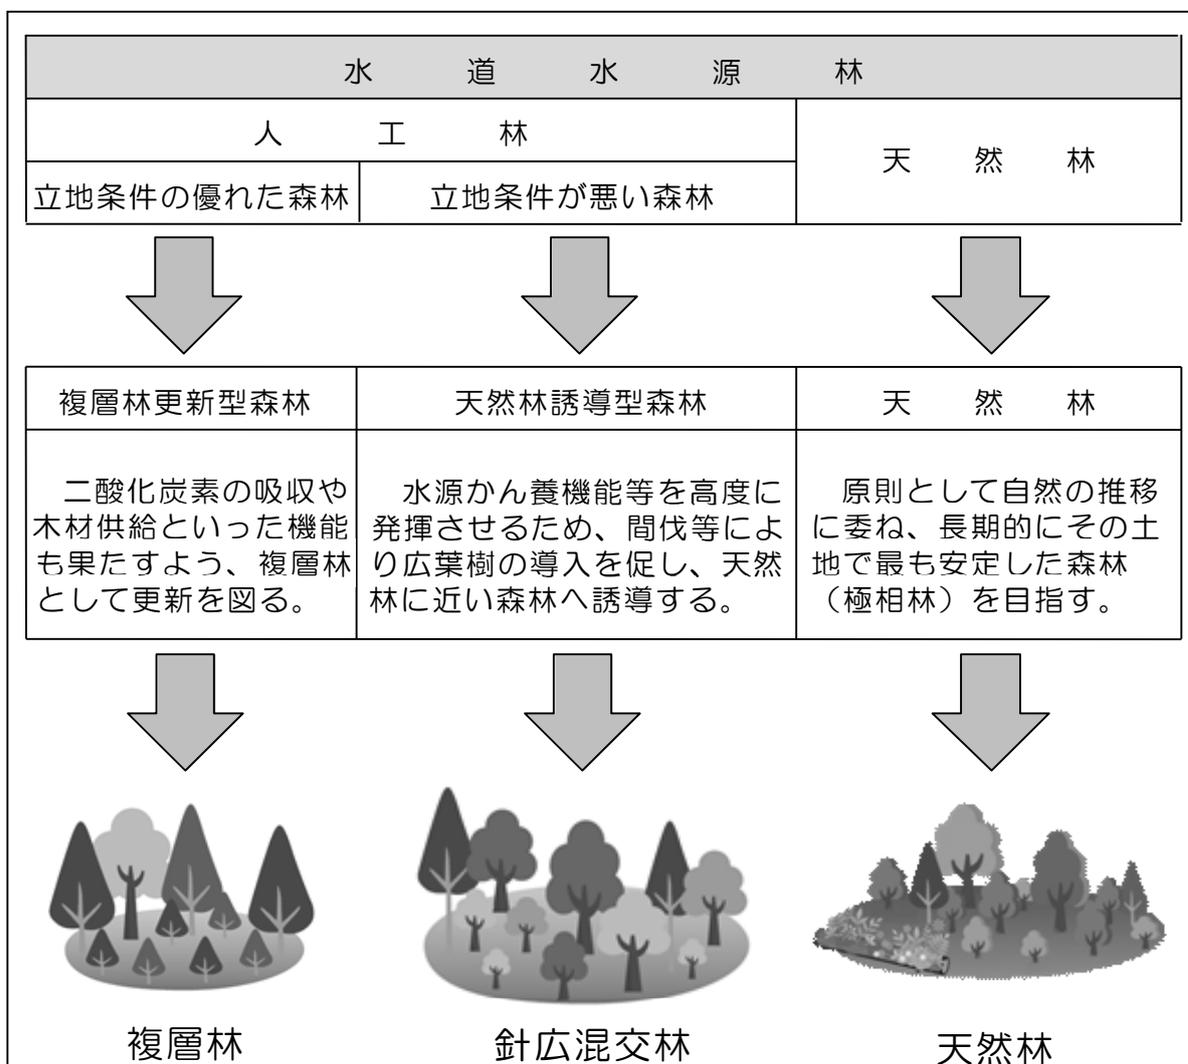 水道水源林
人工林
天然林
立地条件の優れた森林
立地条件が悪い森林
複層林更新型森林
天然林誘導型森林
天然林
二酸化炭素の吸収や
木材供給といった機能
も果たすよう、複層林
として更新を図る。
水源かん養機能等を高度に
発揮させるため、間伐等によ
り広葉樹の導入を促し、天然
林に近い森林へ誘導する。
原則として自然の推移
に委ね、長期的にその土
地で最も安定した森林
（極相林）を目指す。
複層林
針広混交林
天然林